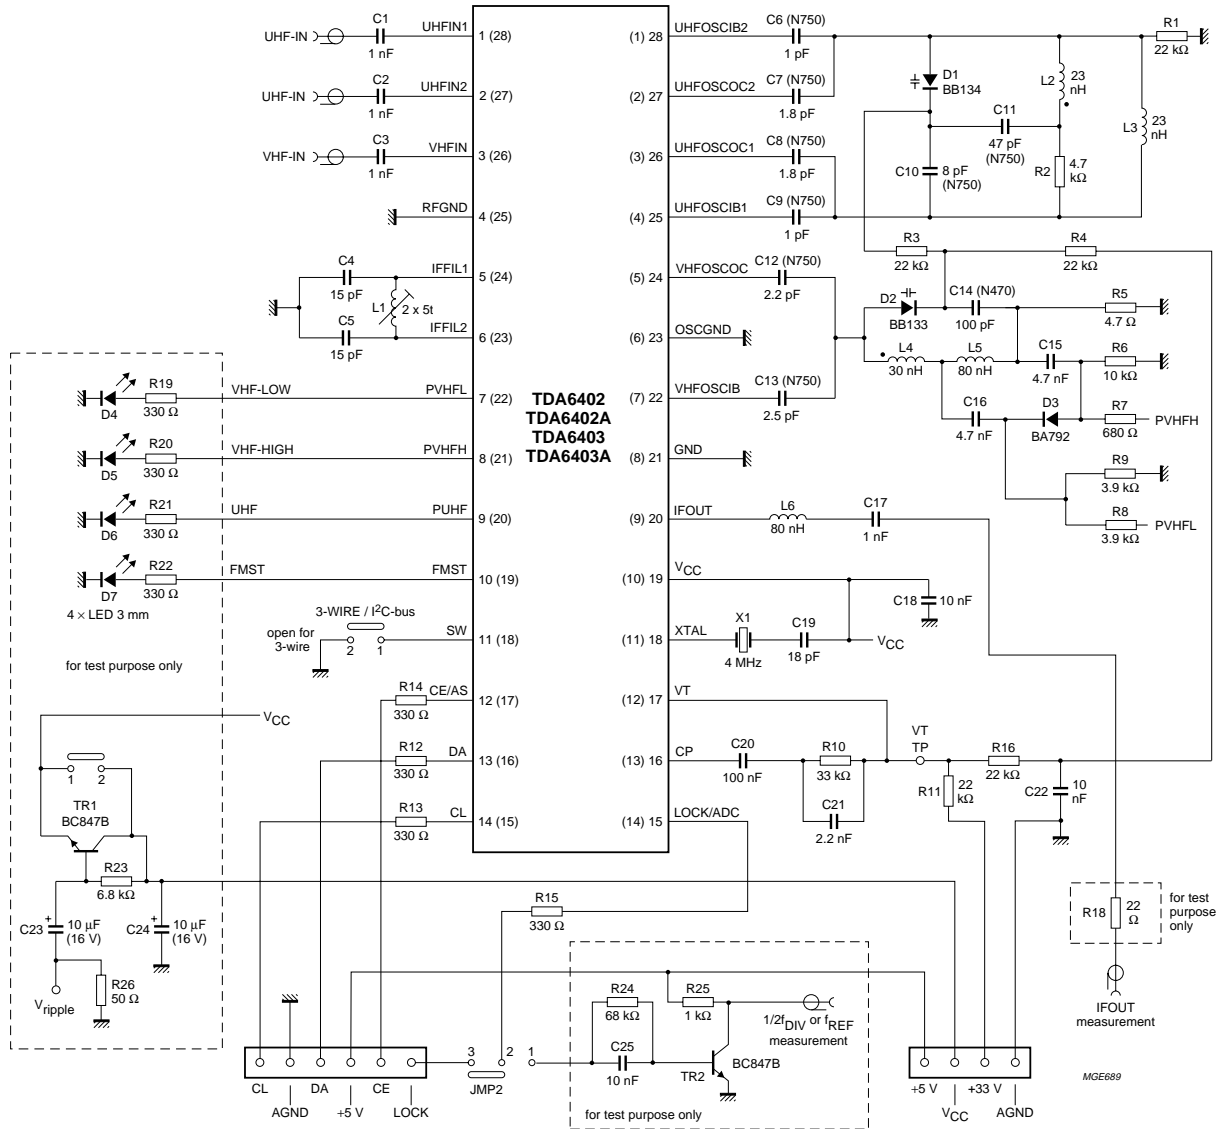 UHF-IN
C1
1 nF
UHFIN1
1 (28)
UHF-IN
C2
1 nF
UHFIN2
2 (27)
VHF-IN
C3
1 nF
VHFIN
3 (26)
RFGND
4 (25)
C4
15 pF
IFFIL1
5 (24)
L1
2 x 5t
C5
15 pF
IFFIL2
6 (23)
D4
R19
330 Ω
VHF-LOW
PVHFL
7 (22)
D5
R20
330 Ω
VHF-HIGH
PVHFH
8 (21)
D6
R21
330 Ω
UHF
PUHF
9 (20)
D7
R22
330 Ω
FMST
FMST
10 (19)
4 × LED 3 mm
for test purpose only
3-WIRE / I²C-bus
open for
3-wire
2
1
SW
11 (18)
R14
330 Ω
CE/AS
12 (17)
R12
330 Ω
DA
13 (16)
R13
330 Ω
CL
14 (15)
VCC
1
2
TR1
BC847B
R23
6.8 kΩ
C23
+
10 µF
(16 V)
C24
+
10 µF
(16 V)
R26
50 Ω
Vripple
TDA6402
TDA6402A
TDA6403
TDA6403A
(1) 28
UHFOSCIB2
C6 (N750)
1 pF
(2) 27
UHFOSCOC2
C7 (N750)
1.8 pF
(3) 26
UHFOSCOC1
C8 (N750)
1.8 pF
(4) 25
UHFOSCIB1
C9 (N750)
1 pF
(5) 24
VHFOSCOC
C12 (N750)
2.2 pF
(6) 23
OSCGND
(7) 22
VHFOSCIB
C13 (N750)
2.5 pF
(8) 21
GND
(9) 20
IFOUT
L6
80 nH
C17
1 nF
(10) 19
VCC
C18
10 nF
(11) 18
XTAL
X1
4 MHz
C19
18 pF
VCC
(12) 17
VT
(13) 16
CP
C20
100 nF
R10
33 kΩ
C21
2.2 nF
VT
TP
R11
22
kΩ
R16
22 kΩ
C22
10
nF
(14) 15
LOCK/ADC
R15
330 Ω
R1
22 kΩ
D1
BB134
L2
23
nH
L3
23
nH
C11
47 pF
(N750)
C10
8 pF
(N750)
R2
4.7
kΩ
R3
22 kΩ
R4
22 kΩ
D2
BB133
C14 (N470)
100 pF
R5
4.7 Ω
L4
30 nH
L5
80 nH
C15
4.7 nF
R6
10 kΩ
C16
4.7 nF
D3
BA792
R7
680 Ω
PVHFH
R9
3.9 kΩ
R8
3.9 kΩ
PVHFL
R18
22
Ω
for test
purpose
only
IFOUT
measurement
R24
68 kΩ
C25
10 nF
R25
1 kΩ
TR2
BC847B
1/2fDIV or fREF
measurement
for test purpose only
3
2
1
JMP2
CL
AGND
DA
+5 V
CE
LOCK
+5 V
VCC
+33 V
AGND
MGE689